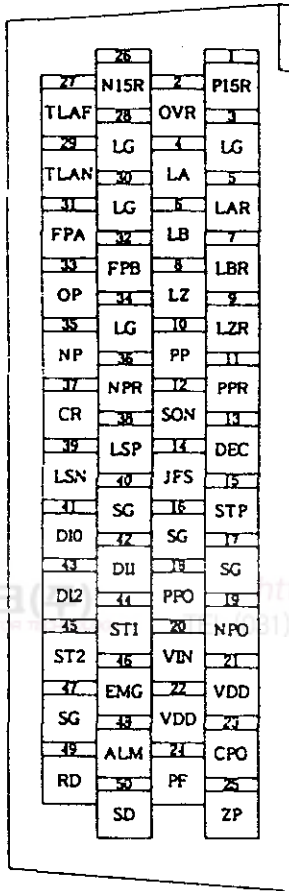 26 1
27 N15R 2 P15R
TLAF 28 OVR 3
29 LG 4 LG
TLAN 30 LA 5
31 LG 6 LAR
FPA 32 LB 7
33 FPB 8 LBR
OP 34 LZ 9
35 LG 10 LZR
NP 36 PP 11
37 NPR 12 PPR
CR 38 SON 13
39 LSP 14 DEC
LSN 40 JFS 15
41 SG 16 STP
DI0 42 SG 17
43 DI1 18 SG
DI2 44 PPO 19
45 ST1 20 NPO
ST2 46 VIN 21
47 EMG 22 VDD
SG 48 VDD 23
49 ALM 24 CPO
RD 50 PF 25
SD ZP